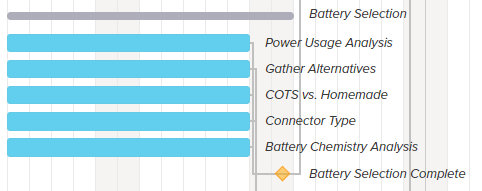 Battery Selection
Power Usage Analysis
Gather Alternatives
COTS vs. Homemade
Connector Type
Battery Chemistry Analysis
Battery Selection Complete